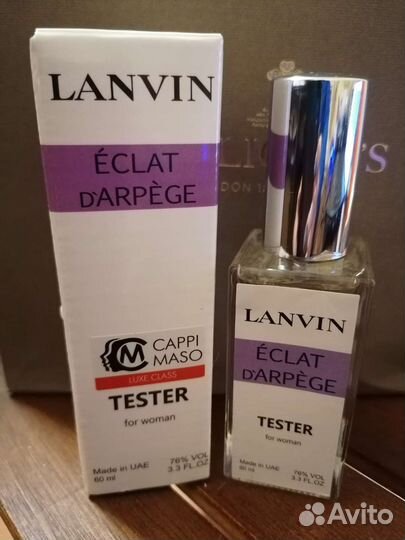 LANVIN
ÉCLAT
D'ARPÈGE
CM CAPPI
MASO
LUXE CLASS
TESTER
for woman
Made in UAE
60 ml
76% VOL
3.3 FL.OZ
LANVIN
ÉCLAT
D'ARPÈGE
TESTER
for woman
Made in UAE
60 ml
76% VOL
3.3 FL.OZ
Avito